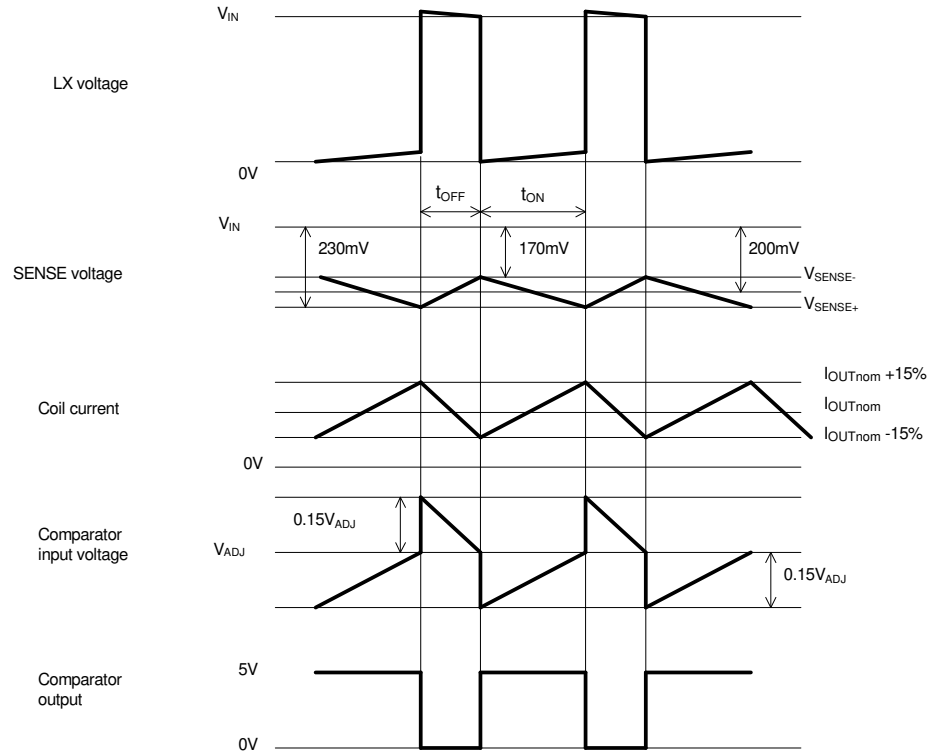 V_IN
LX voltage
0V
t_OFF t_ON
V_IN
230mV 170mV 200mV
SENSE voltage
V_SENSE-
V_SENSE+
I_OUTnom +15%
Coil current
I_OUTnom
I_OUTnom -15%
0V
0.15V_ADJ
Comparator
input voltage
V_ADJ
0.15V_ADJ
5V
Comparator
output
0V